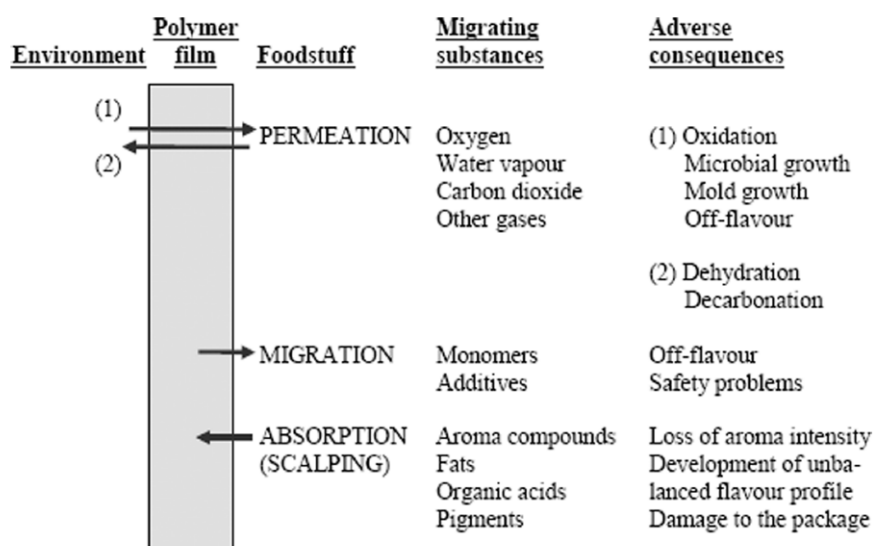 Environment Polymer film Foodstuff Migrating substances Adverse consequences
(1)
(2)
PERMEATION Oxygen (1) Oxidation
Water vapour Microbial growth
Carbon dioxide Mold growth
Other gases Off-flavour
(2) Dehydration
Decarbonation
MIGRATION Monomers Off-flavour
Additives Safety problems
ABSORPTION Aroma compounds Loss of aroma intensity
(SCALPING) Fats Development of unba-
Organic acids lanced flavour profile
Pigments Damage to the package